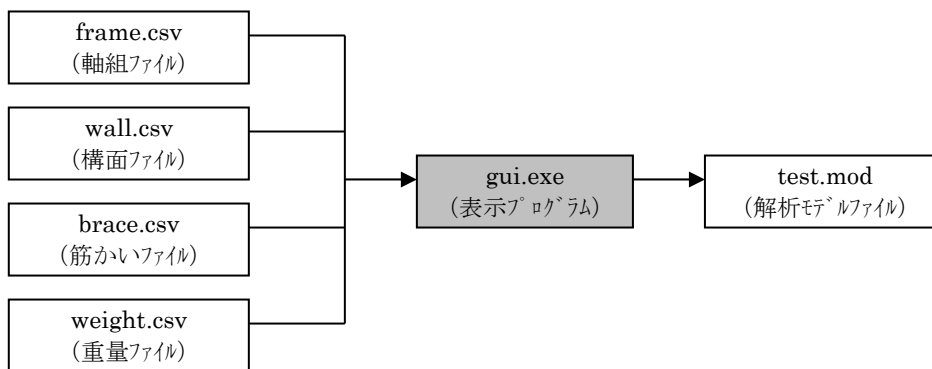 frame.csv
(軸組ﾌｧｲﾙ)
wall.csv
(構面ﾌｧｲﾙ)
gui.exe
(表示ﾌﾟﾛｸﾞﾗﾑ)
test.mod
(解析ﾓﾃﾞﾙﾌｧｲﾙ)
brace.csv
(筋かいﾌｧｲﾙ)
weight.csv
(重量ﾌｧｲﾙ)